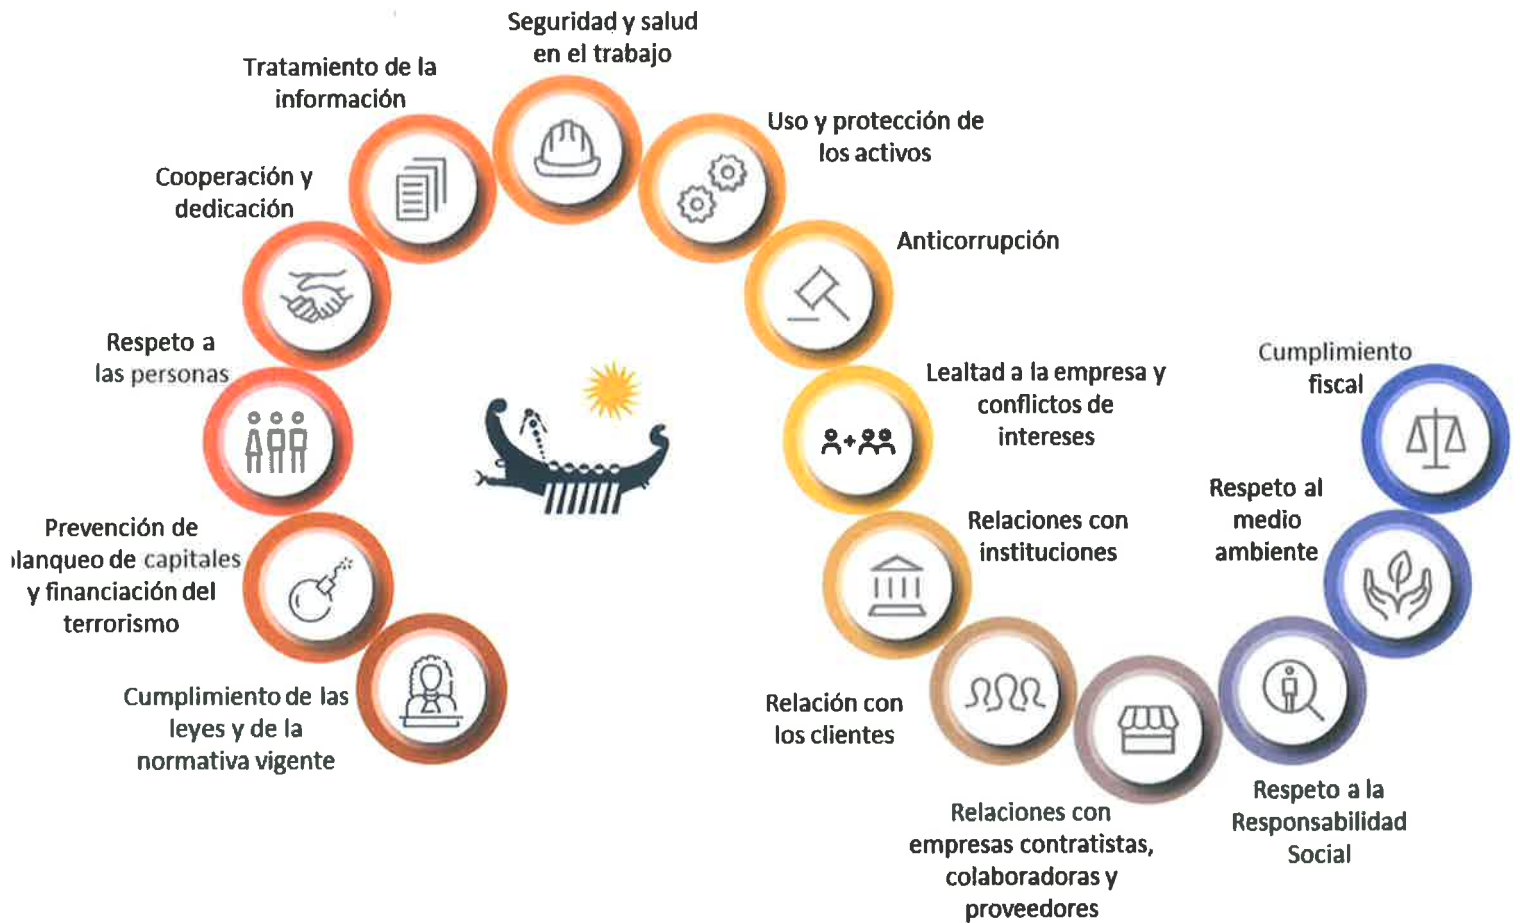 Seguridad y salud
en el trabajo
Tratamiento de la
información
Uso y protección de
los activos
Cooperación y
dedicación
Anticorrupción
Respeto a
las personas
Lealtad a la empresa y
conflictos de
intereses
Cumplimiento
fiscal
Prevención de
blanqueo de capitales
y financiación del
terrorismo
Relaciones con
instituciones
Respeto al
medio
ambiente
Cumplimiento de las
leyes y de la
normativa vigente
Relación con
los clientes
Relaciones con
empresas contratistas,
colaboradoras y
proveedores
Respeto a la
Responsabilidad
Social